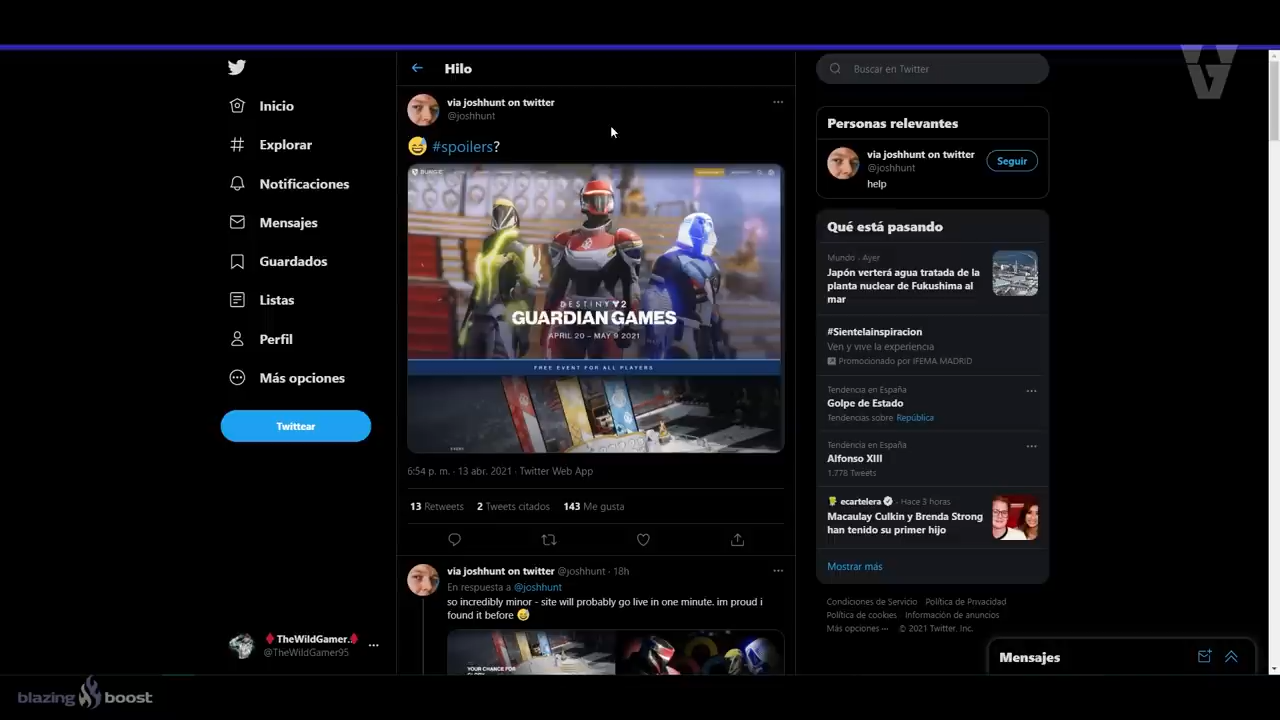 Inicio
Explorar
Notificaciones
Mensajes
Guardados
Listas
Perfil
Más opciones
Twittear
TheWildGamer..
@TheWildGamer95
Hilo
via joshhunt on twitter
@joshhunt
#spoilers?
BUNGIE
DESTINY 2
GUARDIAN GAMES
APRIL 20 - MAY 9 2021
FREE EVENT FOR ALL PLAYERS
6:54 p. m. · 13 abr. 2021 · Twitter Web App
13 Retweets 2 Tweets citados 143 Me gusta
via joshhunt on twitter @joshhunt · 18h
En respuesta a @joshhunt
so incredibly minor - site will probably go live in one minute. im proud i
found it before
YOUR CHANCE FOR
Buscar en Twitter
Personas relevantes
via joshhunt on twitter
@joshhunt
Seguir
help
Qué está pasando
Mundo · Ayer
Japón verterá agua tratada de la
planta nuclear de Fukushima al
mar
#Sientelainspiracion
Ven y vive la experiencia
Promocionado por IFEMA MADRID
Tendencia en España
Golpe de Estado
Tendencias sobre República
Tendencia en España
Alfonso XIII
1.778 Tweets
ecartelera · Hace 3 horas
Macaulay Culkin y Brenda Strong
han tenido su primer hijo
Mostrar más
Condiciones de Servicio Política de Privacidad
Política de cookies Información de anuncios
Más opciones ··· © 2021 Twitter, Inc.
Mensajes
blazing boost